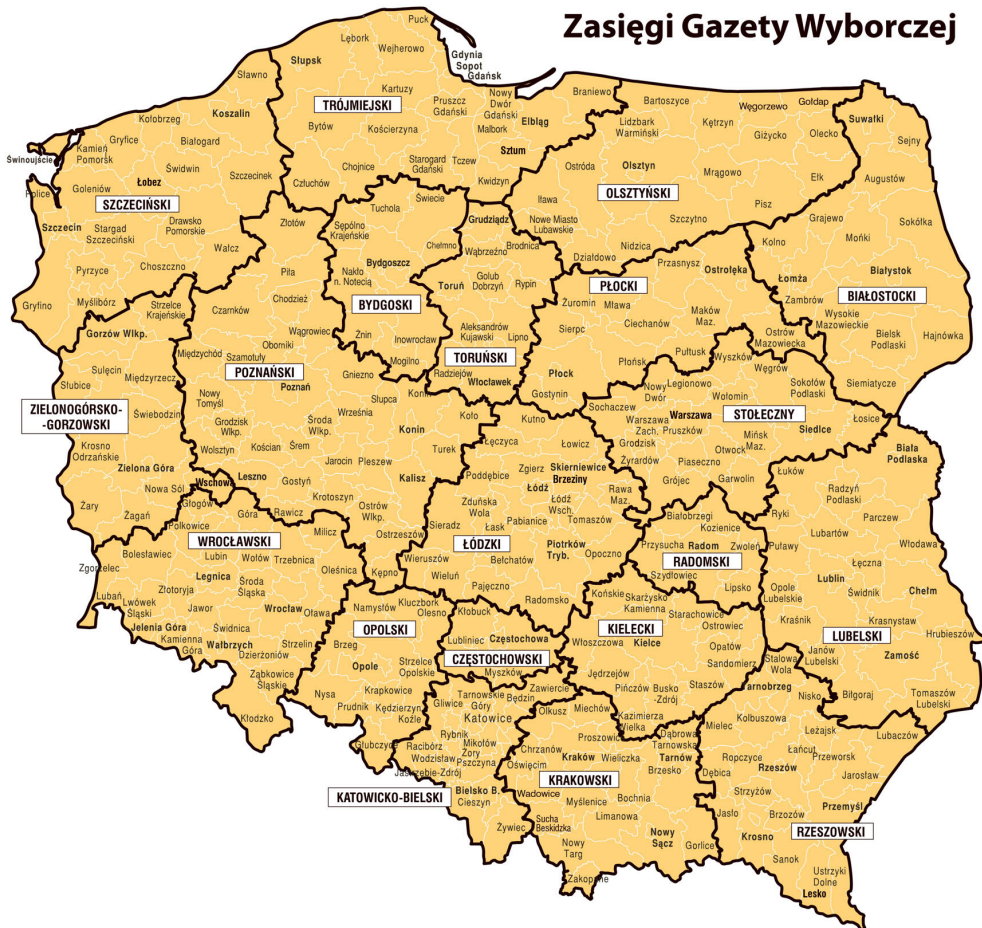 Zasięgi Gazety Wyborczej
Puck
Lębork
Wejherowo
Słupsk
Gdynia
Sopot
Gdańsk
Sławno
Kartuzy
TRÓJMIEJSKI
Pruszcz
Gdański
Nowy
Dwór
Gdański
Bytów
Kościerzyna
Malbork
Elbląg
Sztum
Chojnice
Starogard
Gdański
Tczew
Człuchów
Kwidzyn
Koszalin
Kołobrzeg
Gryfice
Białogard
Kamień
Pomorsk
Świnoujście
Świdwin
Szczecinek
Łobez
Goleniów
Police
SZCZECIŃSKI
Szczecin
Stargad
Szczeciński
Drawsko
Pomorskie
Wałcz
Pyrzyce
Choszczno
Myślibórz
Gryfino
Braniewo
Bartoszyce
Węgorzewo
Gołdap
Lidzbark
Warmiński
Kętrzyn
Giżycko
Olecko
Ostróda
Olsztyn
Mrągowo
Ełk
OLSZTYŃSKI
Iława
Nowe Miasto
Lubawskie
Szczytno
Pisz
Nidzica
Działdowo
Suwałki
Sejny
Augustów
Grajewo
Sokółka
Mońki
Kolno
Łomża
Białystok
BIAŁOSTOCKI
Zambrów
Wysokie
Mazowieckie
Bielsk
Podlaski
Hajnówka
Siemiatycze
Tuchola
Świecie
Sępólno
Krajeńskie
Chełmno
Bydgoszcz
Nakło
n. Notecią
BYDGOSKI
Żnin
Inowrocław
Mogilno
Grudziądz
Wąbrzeźno
Brodnica
Golub
Dobrzyń
Toruń
Rypin
Aleksandrów
Kujawski
Lipno
TORUŃSKI
Radziejów
Włocławek
Przasnysz
Ostrołęka
PŁOCKI
Żuromin
Mława
Maków
Maz.
Sierpc
Ciechanów
Ostrów
Mazowiecka
Płońsk
Pułtusk
Płock
Gostynin
Złotów
Piła
Chodzież
Czarnków
Wągrowiec
Oborniki
Międzychód
Szamotuły
POZNAŃSKI
Poznań
Gniezno
Słupca
Konin
Koło
Nowy
Tomyśl
Września
Środa
Wlkp.
Grodzisk
Wlkp.
Konin
Wolsztyn
Kościan
Śrem
Turek
Jarocin
Pleszew
Leszno
Gostyń
Kalisz
Krotoszyn
Ostrów
Wlkp.
Rawicz
Ostrzeszów
Kępno
Strzelce
Krajeńskie
Gorzów Wlkp.
Sulęcin
Międzyrzecz
Słubice
ZIELONOGÓRSKO-
-GORZOWSKI
Świebodzin
Krosno
Odrzańskie
Zielona Góra
Wschowa
Nowa Sól
Żary
Żagań
Wyszków
Węgrów
Legionowo
Nowy
Dwór
Wołomin
Sokołów
Podlaski
Sochaczew
Warszawa
STOŁECZNY
Warszawa
Zach.
Pruszków
Siedlce
Łosice
Grodzisk
Mińsk
Maz.
Otwock
Żyrardów
Piaseczno
Grójec
Garwolin
Kutno
Łęczyca
Łowicz
Poddębice
Zgierz
Skierniewice
Brzeziny
Łódź
Rawa
Maz.
Zduńska
Wola
Łódź
Wsch.
Pabianice
Tomaszów
Sieradz
Łask
ŁÓDZKI
Piotrków
Tryb.
Opoczno
Wieruszów
Bełchatów
Wieluń
Pajęczno
Radomsko
Białobrzegi
Kozienice
Przysucha
Radom
Zwoleń
RADOMSKI
Szydłowiec
Lipsko
Biała
Podlaska
Łuków
Radzyń
Podlaski
Ryki
Parczew
Lubartów
Włodawa
Puławy
Łęczna
Lublin
Opole
Lubelskie
Świdnik
Chełm
Kraśnik
Krasnystaw
LUBELSKI
Hrubieszów
Janów
Lubelski
Zamość
Biłgoraj
Tomaszów
Lubelski
Głogów
Góra
Polkowice
WROCŁAWSKI
Milicz
Bolesławiec
Lubin
Wołów
Trzebnica
Zgorzelec
Legnica
Oleśnica
Złotoryja
Środa
Śląska
Lubań
Lwówek
Śląski
Jawor
Wrocław
Oława
Jelenia Góra
Świdnica
Kamienna
Góra
Wałbrzych
Strzelin
Dzierżoniów
Ząbkowice
Śląskie
Kłodzko
Namysłów
Kluczbork
Olesno
OPOLSKI
Brzeg
Opole
Strzelce
Opolskie
Nysa
Krapkowice
Prudnik
Kędzierzyn
Koźle
Głubczyce
Kłobuck
Lubliniec
Częstochowa
CZĘSTOCHOWSKI
Myszków
Końskie
Skarżysko
Kamienna
Starachowice
KIELECKI
Ostrowiec
Włoszczowa
Kielce
Opatów
Sandomierz
Jędrzejów
Pińczów
Busko
-Zdrój
Staszów
Kazimierza
Wielka
Zawiercie
Tarnowskie
Góry
Będzin
Gliwice
Katowice
Rybnik
Mikołów
Racibórz
Żory
Wodzisław
Pszczyna
Jastrzębie-Zdrój
Bielsko B.
KATOWICKO-BIELSKI
Cieszyn
Żywiec
Olkusz
Miechów
Proszowice
Dąbrowa
Tarnowska
Chrzanów
Kraków
Wieliczka
Tarnów
Oświęcim
KRAKOWSKI
Brzesko
Wadowice
Myślenice
Bochnia
Sucha
Beskidzka
Limanowa
Nowy
Targ
Nowy
Sącz
Gorlice
Zakopane
Stalowa
Wola
Tarnobrzeg
Nisko
Mielec
Kolbuszowa
Leżajsk
Lubaczów
Łańcut
Ropczyce
Przeworsk
Rzeszów
Dębica
Jarosław
Strzyżów
Jasło
Brzozów
Przemyśl
Krosno
RZESZOWSKI
Sanok
Ustrzyki
Dolne
Lesko